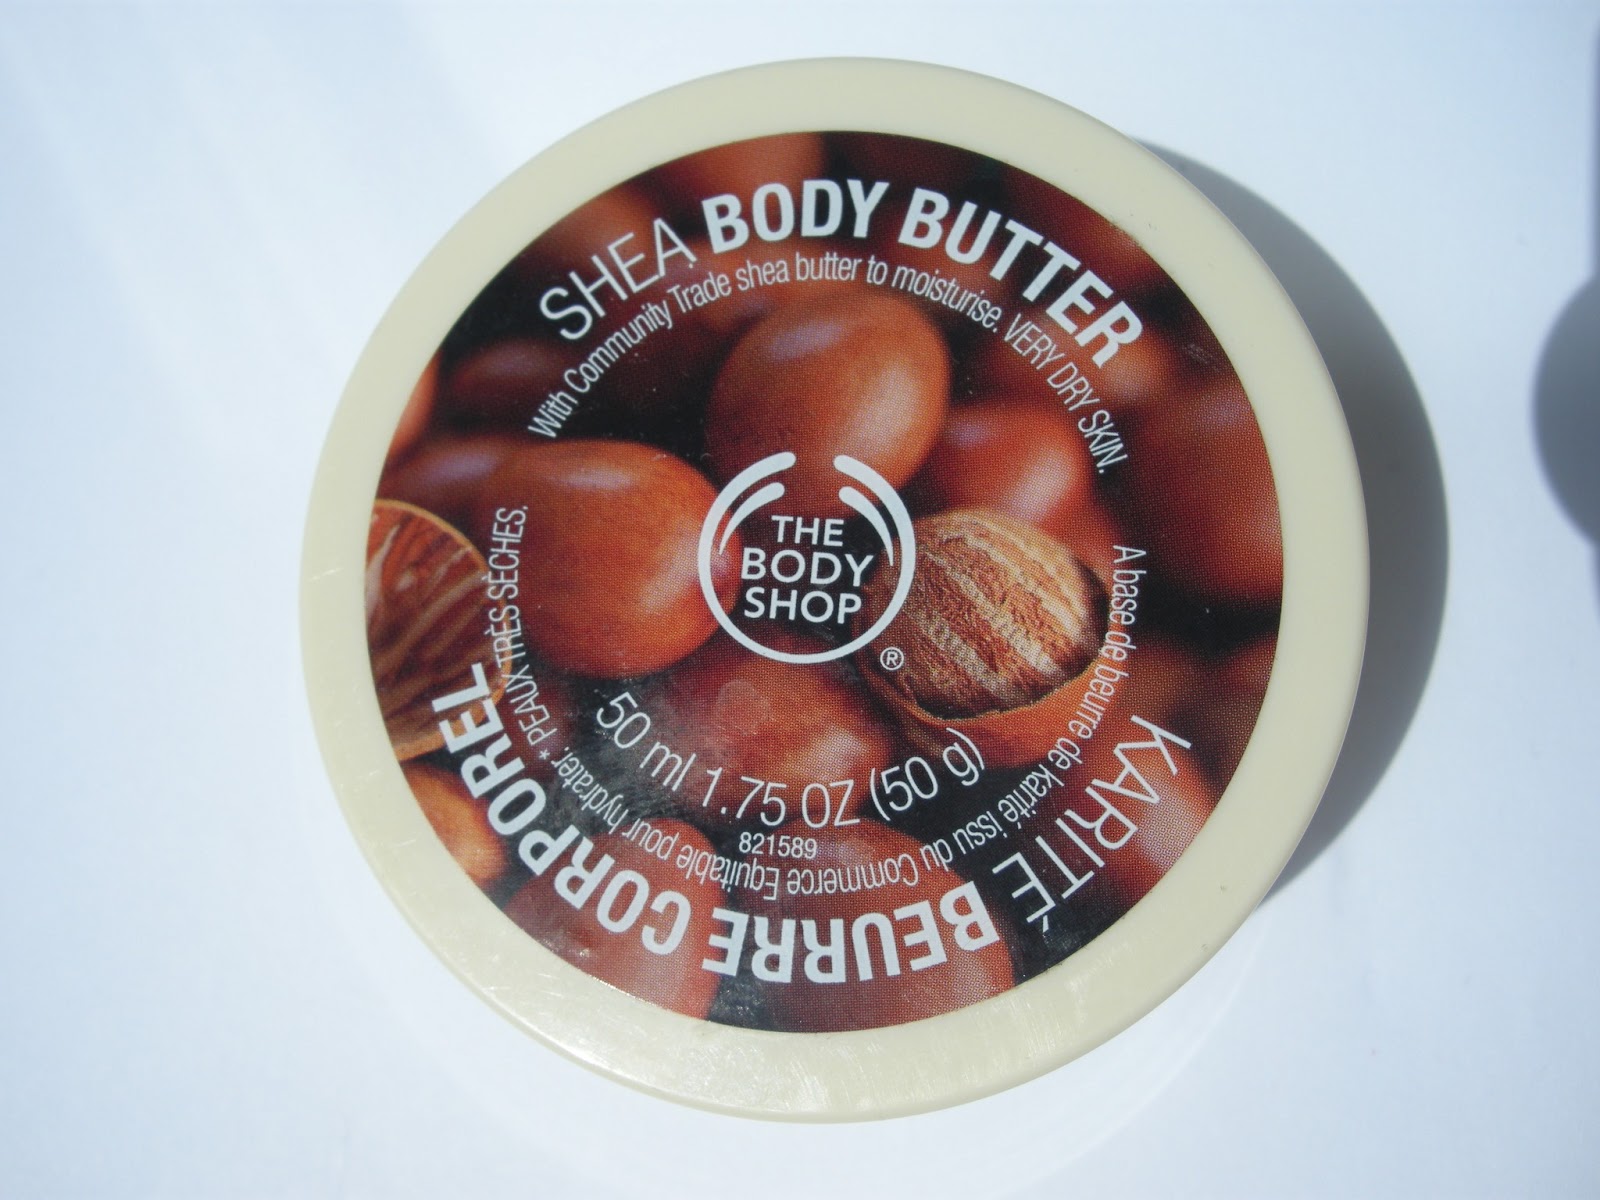 SHEA BODY BUTTER
With Community Trade shea butter to moisturise. VERY DRY SKIN.
THE
BODY
SHOP
®
50 ml 1.75 OZ (50 g)
821589
A base de beurre de karité issu du Commerce Equitable pour hydrater.* PEAUX TRÈS SÈCHES.
KARITÉ BEURRE CORPOREL